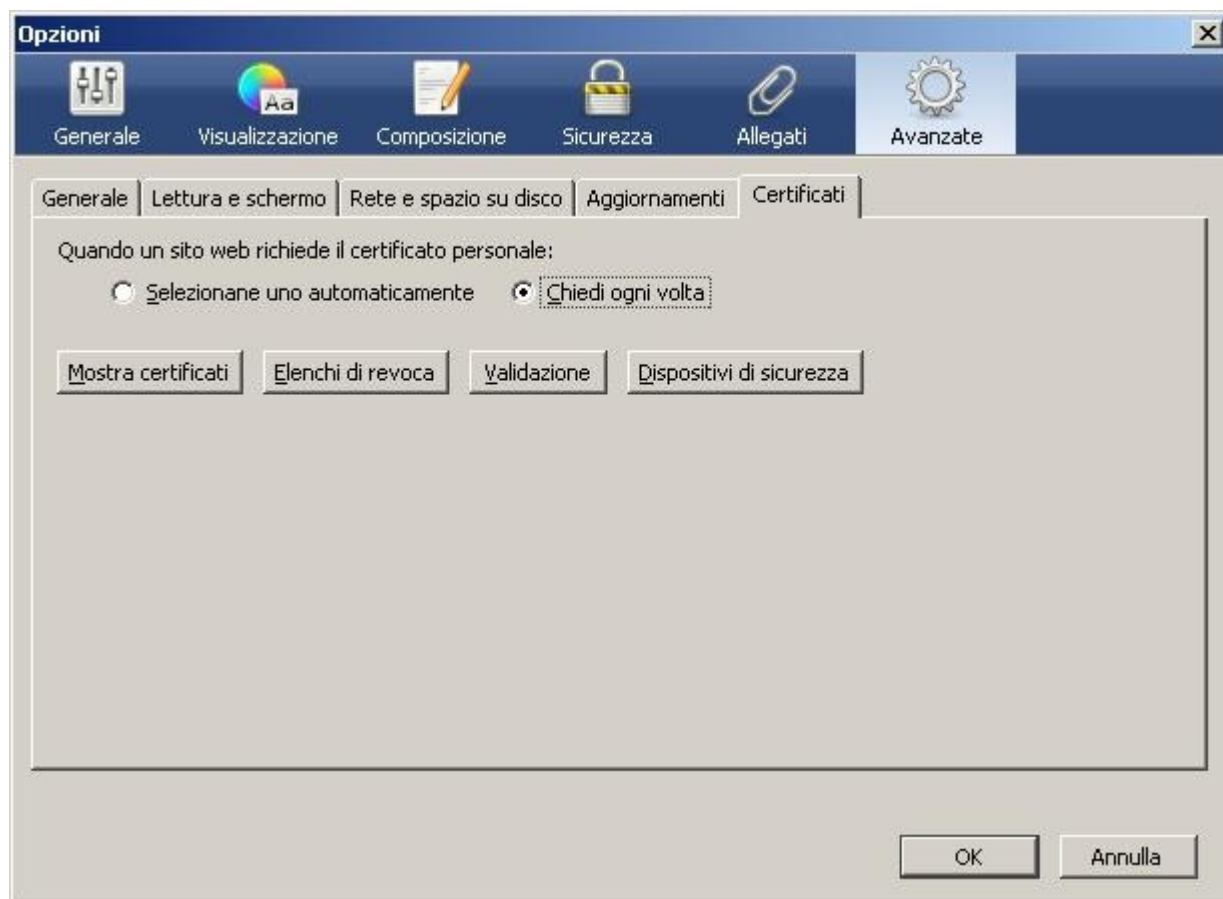 Opzioni
Aa
Generale Visualizzazione Composizione Sicurezza Allegati Avanzate
Generale Lettura e schermo Rete e spazio su disco Aggiornamenti Certificati
Quando un sito web richiede il certificato personale:
Selezionane uno automaticamente Chiedi ogni volta
Mostra certificati Elenchi di revoca Validazione Dispositivi di sicurezza
OK Annulla